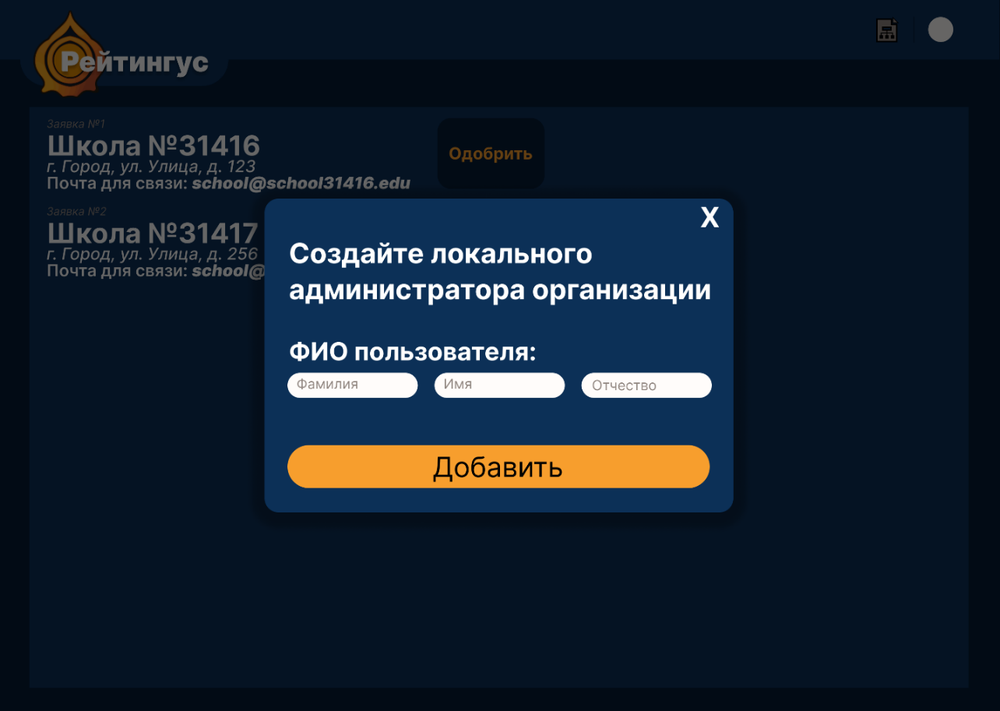 Рейтингус
Заявка №1
Школа №31416
г. Город, ул. Улица, д. 123
Почта для связи: school@school31416.edu
Одобрить
Заявка №2
Школа №31417
г. Город, ул. Улица, д. 256
Почта для связи: school@
X
Создайте локального
администратора организации
ФИО пользователя:
Фамилия Имя Отчество
Добавить